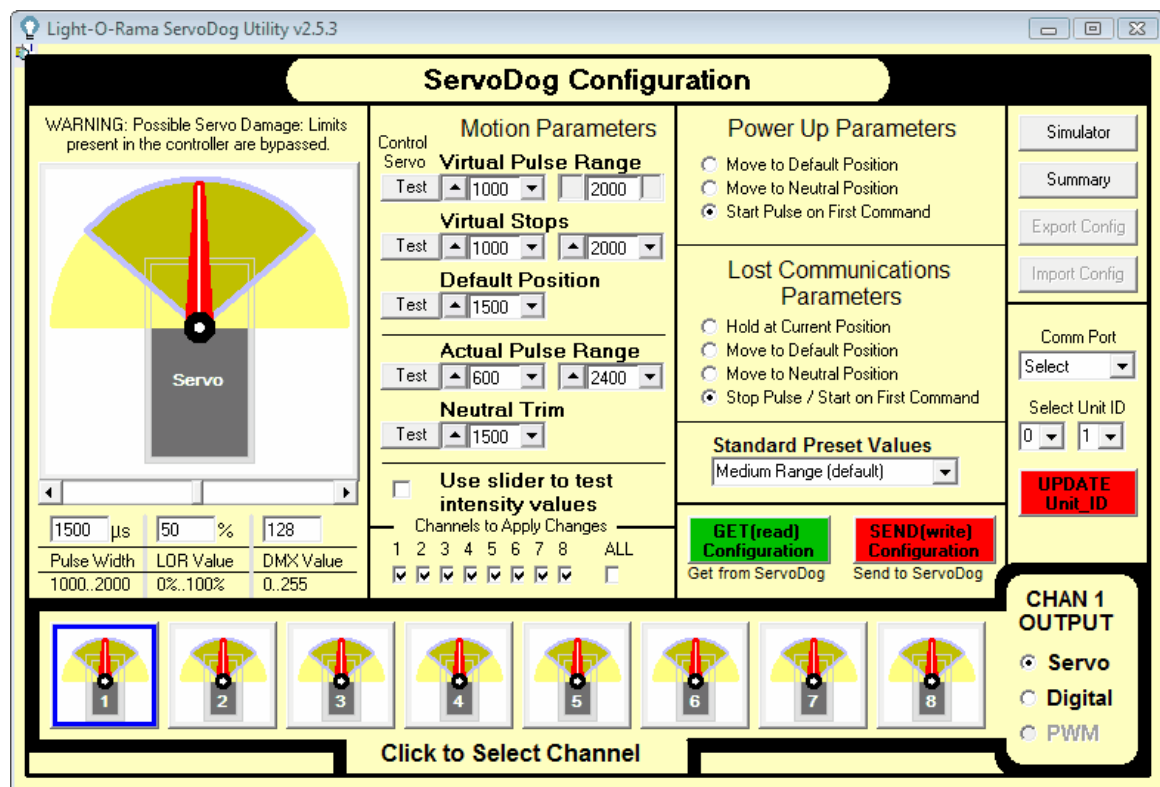 Light-O-Rama ServoDog Utility v2.5.3
ServoDog Configuration
WARNING: Possible Servo Damage: Limits
present in the controller are bypassed.
Servo
1500 µs 50 % 128
Pulse Width LOR Value DMX Value
1000..2000 0%..100% 0..255
Motion Parameters
Control
Servo
Virtual Pulse Range
Test 1000 2000
Virtual Stops
Test 1000 2000
Default Position
Test 1500
Actual Pulse Range
Test 600 2400
Neutral Trim
Test 1500
Use slider to test
intensity values
Channels to Apply Changes
1 2 3 4 5 6 7 8 ALL
Power Up Parameters
Move to Default Position
Move to Neutral Position
Start Pulse on First Command
Lost Communications
Parameters
Hold at Current Position
Move to Default Position
Move to Neutral Position
Stop Pulse / Start on First Command
Standard Preset Values
Medium Range (default)
GET(read)
Configuration
Get from ServoDog
SEND(write)
Configuration
Send to ServoDog
Simulator
Summary
Export Config
Import Config
Comm Port
Select
Select Unit ID
0 1
UPDATE
Unit_ID
CHAN 1
OUTPUT
Servo
Digital
PWM
1 2 3 4 5 6 7 8
Click to Select Channel